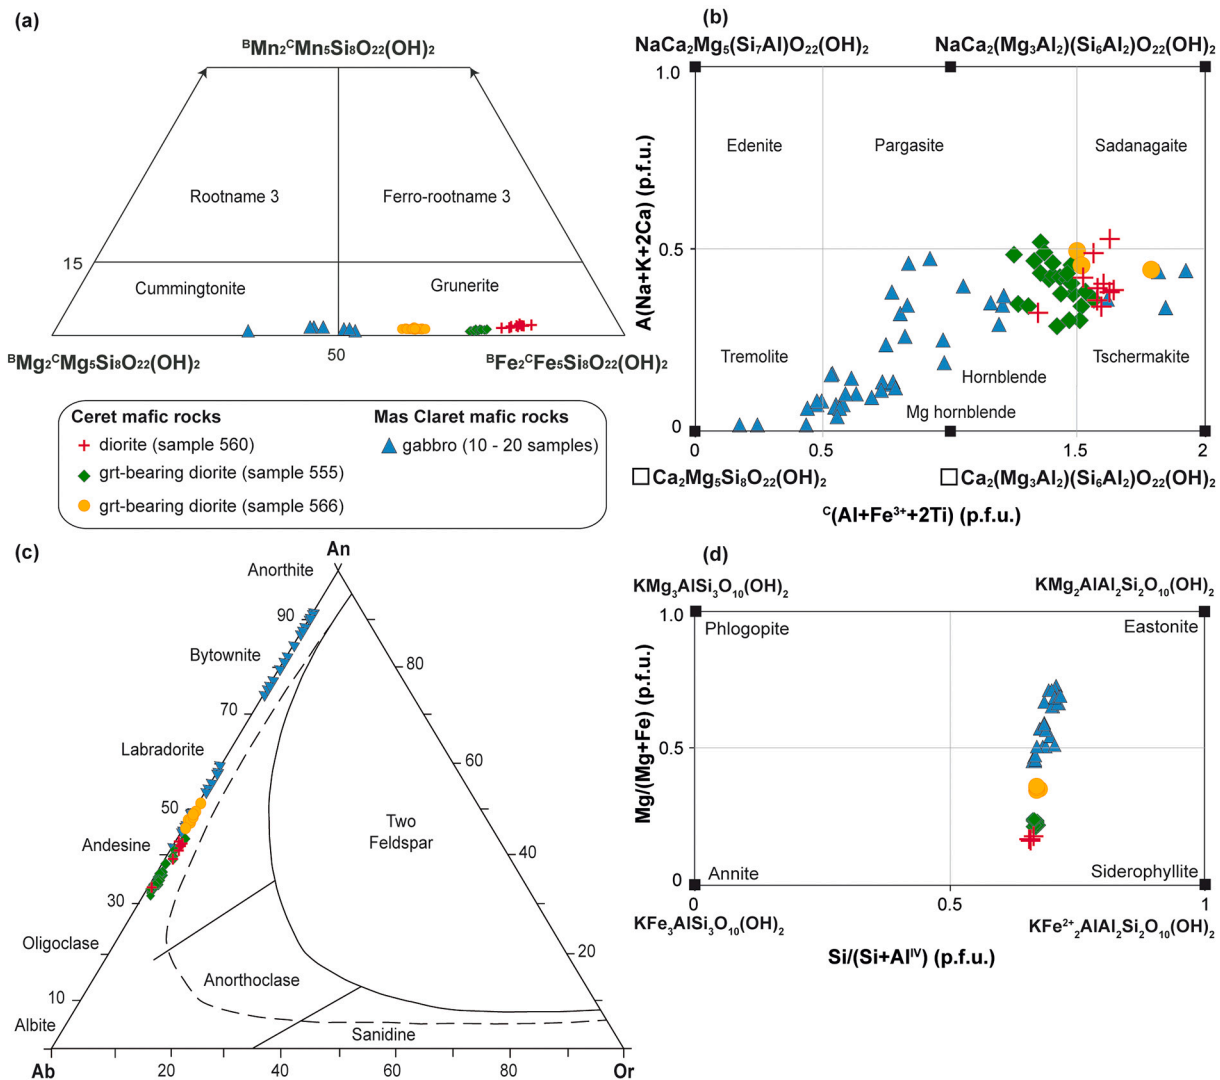 (a)
ᴮMn₂ᶜMn₅Si₈O₂₂(OH)₂
Rootname 3
Ferro-rootname 3
15
Cummingtonite
Grunerite
50
ᴮMg₂ᶜMg₅Si₈O₂₂(OH)₂
ᴮFe₂ᶜFe₅Si₈O₂₂(OH)₂
Ceret mafic rocks
diorite (sample 560)
grt-bearing diorite (sample 555)
grt-bearing diorite (sample 566)
Mas Claret mafic rocks
gabbro (10 - 20 samples)
(b)
NaCa₂Mg₅(Si₇Al)O₂₂(OH)₂
NaCa₂(Mg₃Al₂)(Si₆Al₂)O₂₂(OH)₂
1.0
Edenite
Pargasite
Sadanagaite
0.5
A(Na+K+2Ca) (p.f.u.)
Tremolite
Hornblende
Tschermakite
Mg hornblende
0
0
0.5
1
1.5
2
□Ca₂Mg₅Si₈O₂₂(OH)₂
□Ca₂(Mg₃Al₂)(Si₆Al₂)O₂₂(OH)₂
ᶜ(Al+Fe³⁺+2Ti) (p.f.u.)
(c)
An
Anorthite
90
Bytownite
80
70
Labradorite
60
50
Two
Feldspar
Andesine
40
30
Oligoclase
20
Anorthoclase
10
Albite
Sanidine
Ab
20
40
60
80
Or
(d)
KMg₃AlSi₃O₁₀(OH)₂
KMg₂AlAl₂Si₂O₁₀(OH)₂
1.0
Phlogopite
Eastonite
Mg/(Mg+Fe) (p.f.u.)
0.5
Annite
Siderophyllite
0
0
0.5
1
KFe₃AlSi₃O₁₀(OH)₂
KFe²⁺₂AlAl₂Si₂O₁₀(OH)₂
Si/(Si+Alᴵⱽ) (p.f.u.)